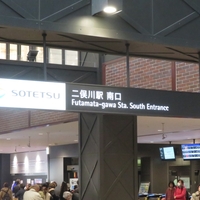 SOTETSU
二俣川駅 南口
Futamata-gawa Sta. South Entrance